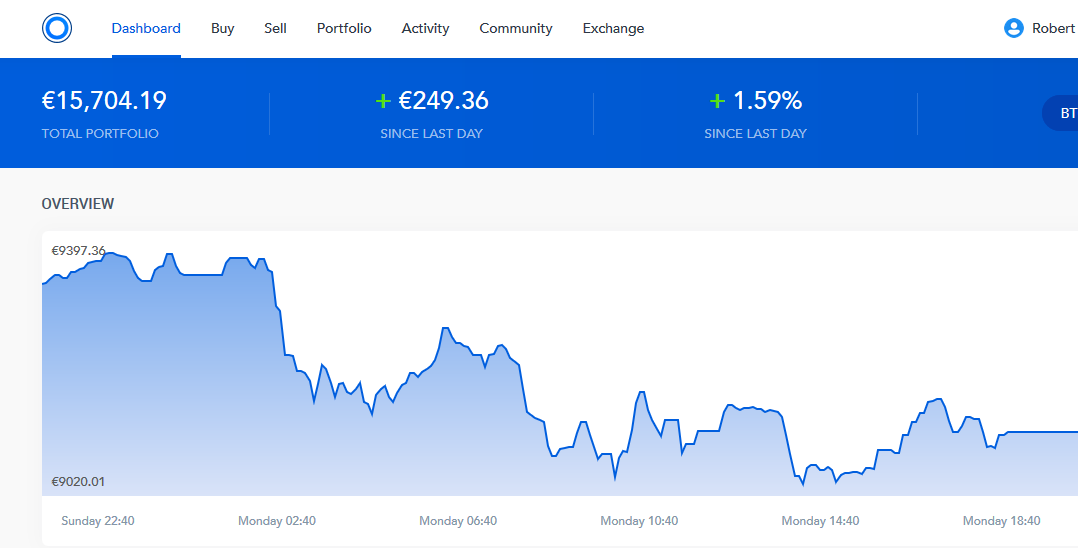 Dashboard Buy Sell Portfolio Activity Community Exchange Robert
€15,704.19 + €249.36 + 1.59%
TOTAL PORTFOLIO SINCE LAST DAY SINCE LAST DAY
BT
OVERVIEW
€9397.36
€9020.01
Sunday 22:40 Monday 02:40 Monday 06:40 Monday 10:40 Monday 14:40 Monday 18:40